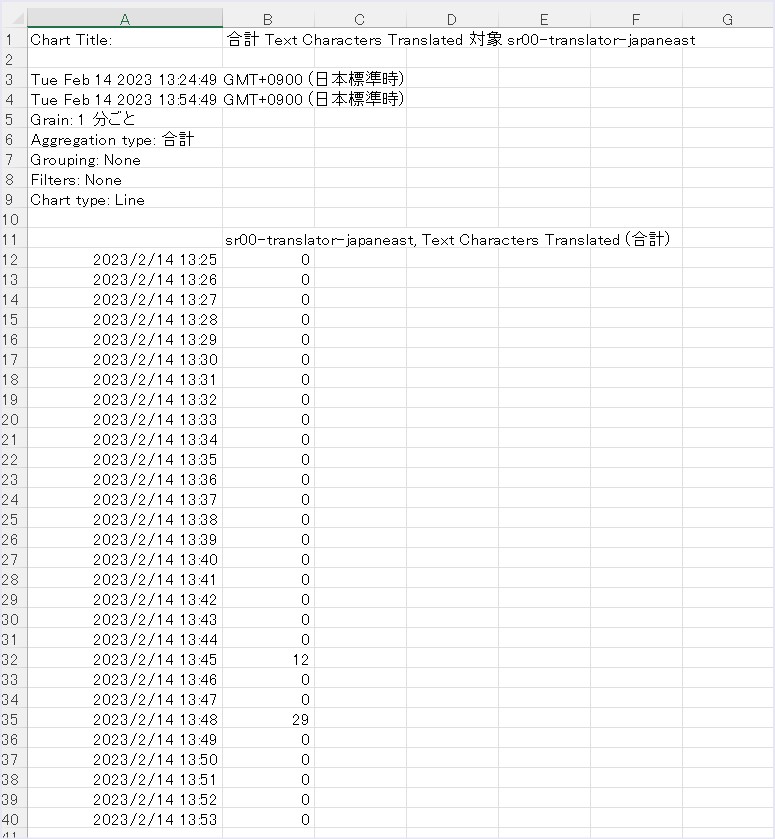 A B C D E F G
1 Chart Title: 合計 Text Characters Translated 対象 sr00-translator-japaneast
2
3 Tue Feb 14 2023 13:24:49 GMT+0900 (日本標準時)
4 Tue Feb 14 2023 13:54:49 GMT+0900 (日本標準時)
5 Grain: 1 分ごと
6 Aggregation type: 合計
7 Grouping: None
8 Filters: None
9 Chart type: Line
10
11 sr00-translator-japaneast, Text Characters Translated (合計)
12 2023/2/14 13:25 0
13 2023/2/14 13:26 0
14 2023/2/14 13:27 0
15 2023/2/14 13:28 0
16 2023/2/14 13:29 0
17 2023/2/14 13:30 0
18 2023/2/14 13:31 0
19 2023/2/14 13:32 0
20 2023/2/14 13:33 0
21 2023/2/14 13:34 0
22 2023/2/14 13:35 0
23 2023/2/14 13:36 0
24 2023/2/14 13:37 0
25 2023/2/14 13:38 0
26 2023/2/14 13:39 0
27 2023/2/14 13:40 0
28 2023/2/14 13:41 0
29 2023/2/14 13:42 0
30 2023/2/14 13:43 0
31 2023/2/14 13:44 0
32 2023/2/14 13:45 12
33 2023/2/14 13:46 0
34 2023/2/14 13:47 0
35 2023/2/14 13:48 29
36 2023/2/14 13:49 0
37 2023/2/14 13:50 0
38 2023/2/14 13:51 0
39 2023/2/14 13:52 0
40 2023/2/14 13:53 0